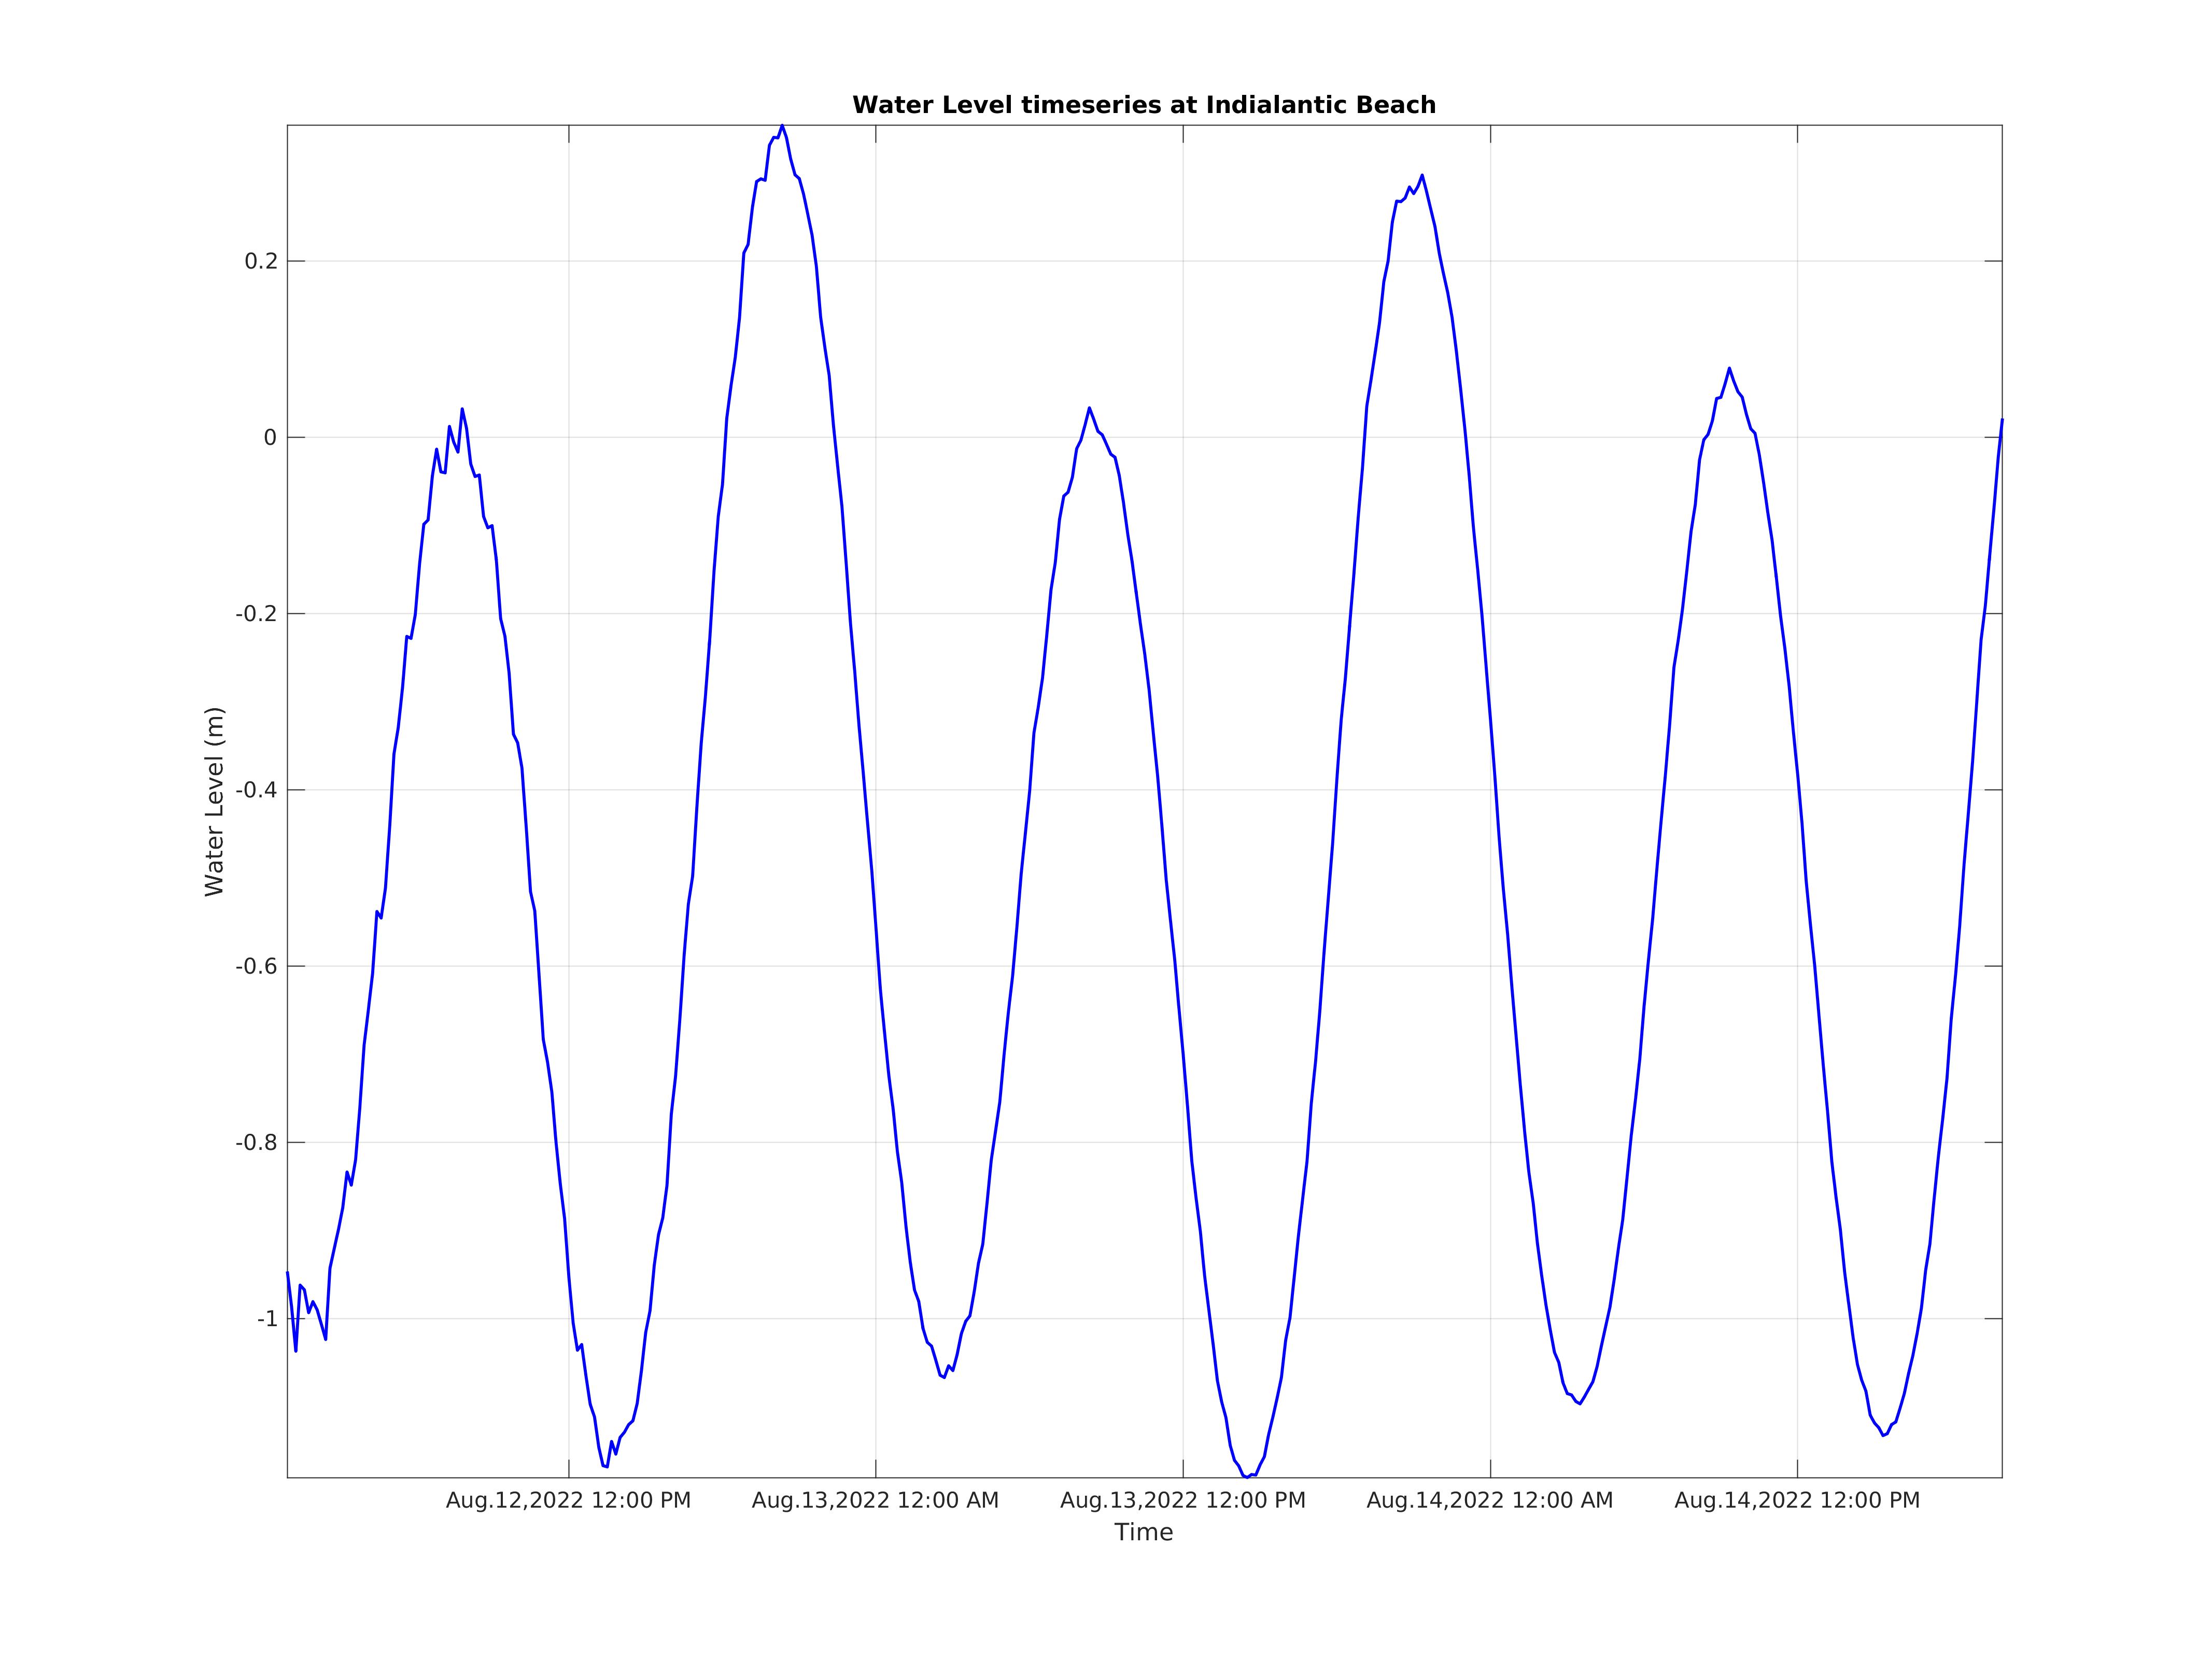 Water Level timeseries at Indialantic Beach
0.2
0
-0.2
-0.4
-0.6
-0.8
-1
Water Level (m)
Aug.12,2022 12:00 PM
Aug.13,2022 12:00 AM
Aug.13,2022 12:00 PM
Aug.14,2022 12:00 AM
Aug.14,2022 12:00 PM
Time